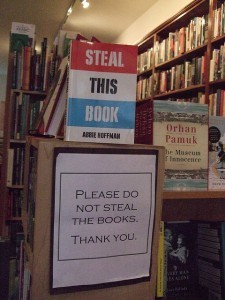 STEAL
THIS
BOOK
ABBIE HOFFMAN
Orhan
Pamuk
The Museum
of Innocence
PLEASE DO
NOT STEAL
THE BOOKS.
THANK YOU.